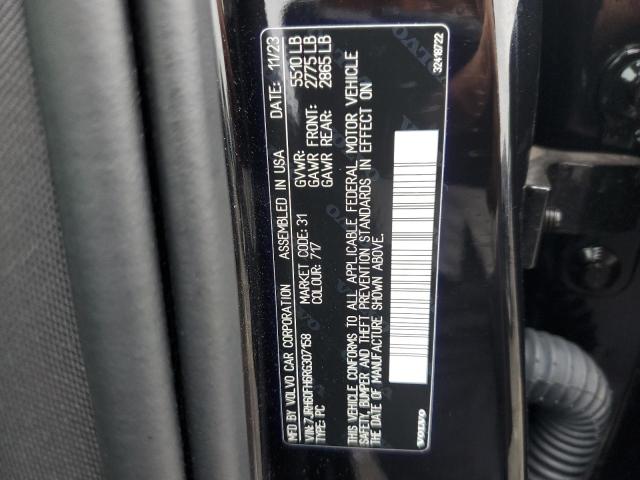 MFD BY VOLVO CAR CORPORATION ASSEMBLED IN USA DATE: 11/23
VIN: 7JRH60FH6RG307158 GVWR: 5510 LB
TYPE: PC MARKET CODE: 31 GAWR FRONT: 2775 LB
COLOUR: 717 GAWR REAR: 2865 LB
THIS VEHICLE CONFORMS TO ALL APPLICABLE FEDERAL MOTOR VEHICLE
SAFETY, BUMPER AND THEFT PREVENTION STANDARDS IN EFFECT ON
THE DATE OF MANUFACTURE SHOWN ABOVE.
VOLVO 32418722